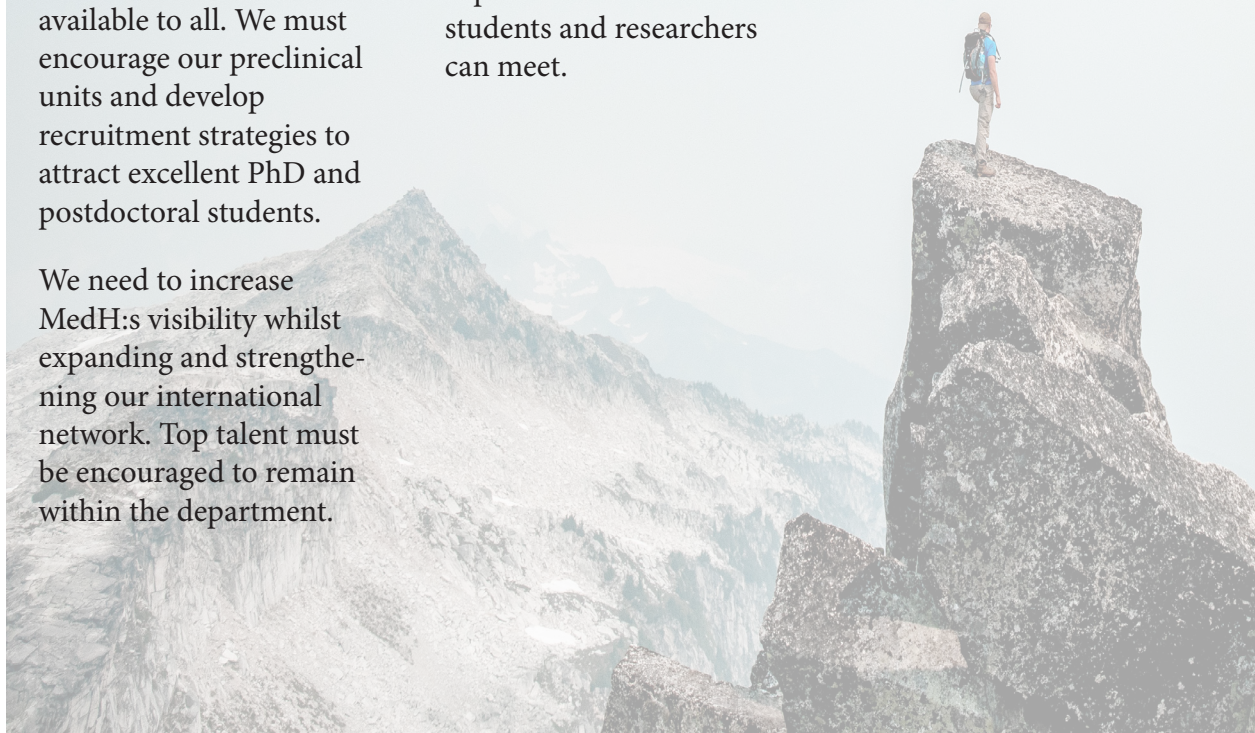 available to all. We must
encourage our preclinical
units and develop
recruitment strategies to
attract excellent PhD and
postdoctoral students.
We need to increase
MedH:s visibility whilst
expanding and strengthe-
ning our international
network. Top talent must
be encouraged to remain
within the department.
students and researchers
can meet.